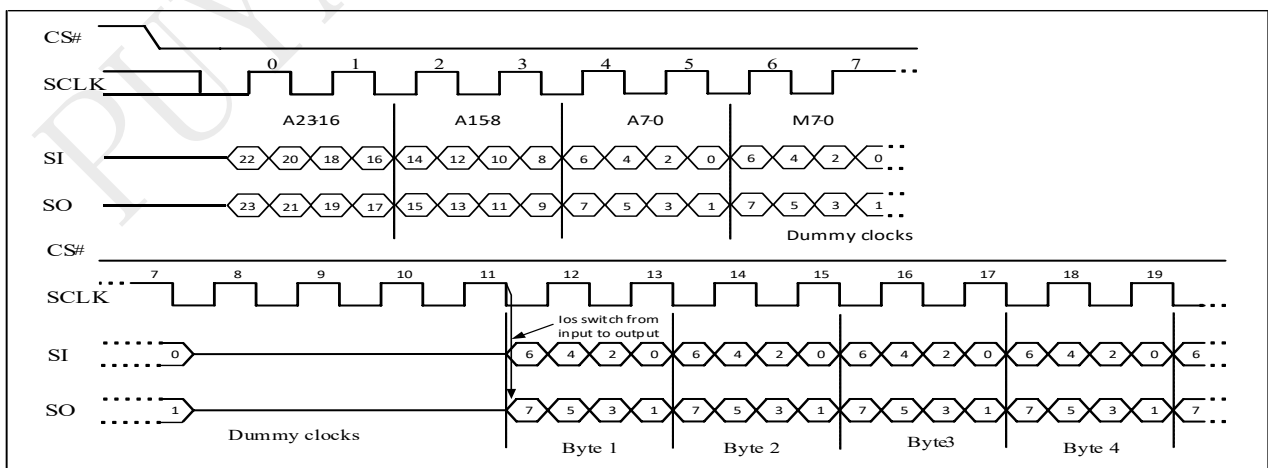 PUY
CS#
SCLK 0 1 2 3 4 5 6 7
A23-16 A15-8 A7-0 M7-0
SI 22 20 18 16 14 12 10 8 6 4 2 0 6 4 2 0
SO 23 21 19 17 15 13 11 9 7 5 3 1 7 5 3 1
Dummy clocks
CS#
SCLK 7 8 9 10 11 12 13 14 15 16 17 18 19
Ios switch from
input to output
SI 0 6 4 2 0 6 4 2 0 6 4 2 0 6 4 2 0 6
SO 1 7 5 3 1 7 5 3 1 7 5 3 1 7 5 3 1 7
Dummy clocks Byte 1 Byte 2 Byte3 Byte 4